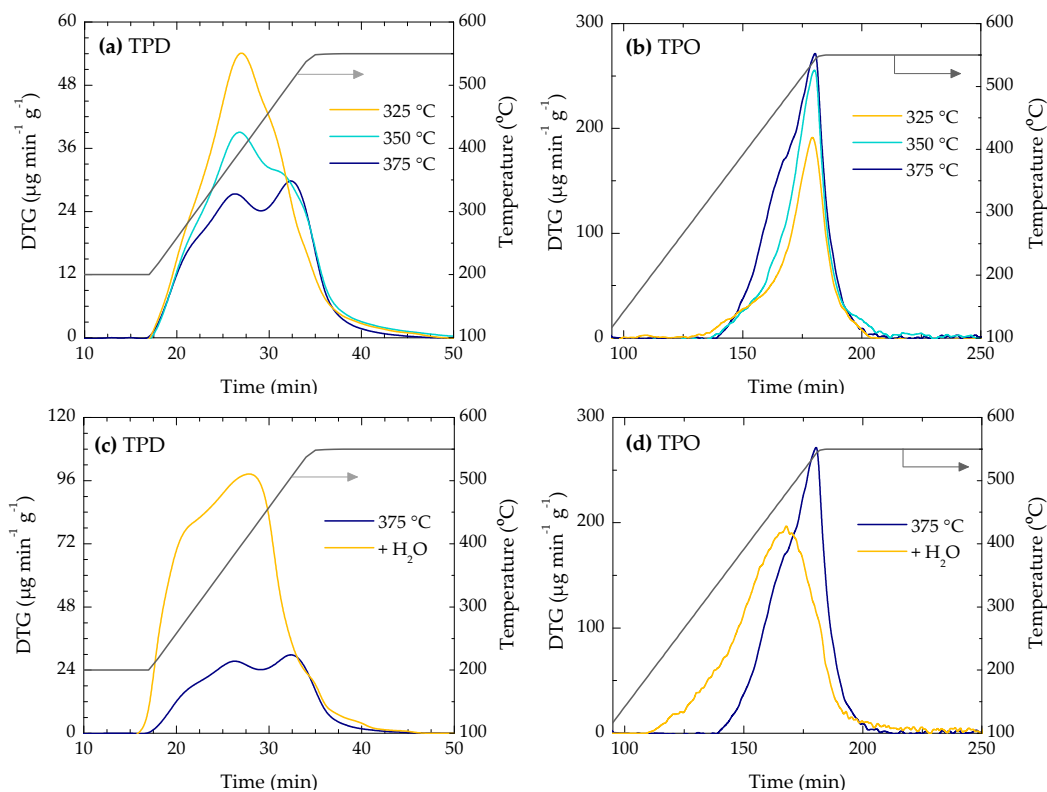 (a) TPD
60
48
36
24
12
0
DTG (µg min⁻¹ g⁻¹)
325 °C
350 °C
375 °C
600
500
400
300
200
100
Temperature (°C)
10
20
30
40
50
Time (min)
(b) TPO
300
250
200
100
0
DTG (µg min⁻¹ g⁻¹)
325 °C
350 °C
375 °C
600
500
400
300
200
100
Temperature (°C)
100
150
200
250
Time (min)
(c) TPD
120
96
72
48
24
0
DTG (µg min⁻¹ g⁻¹)
375 °C
+ H₂O
600
500
400
300
200
100
Temperature (°C)
10
20
30
40
50
Time (min)
(d) TPO
300
200
100
0
DTG (µg min⁻¹ g⁻¹)
375 °C
+ H₂O
600
500
400
300
200
100
Temperature (°C)
100
150
200
250
Time (min)